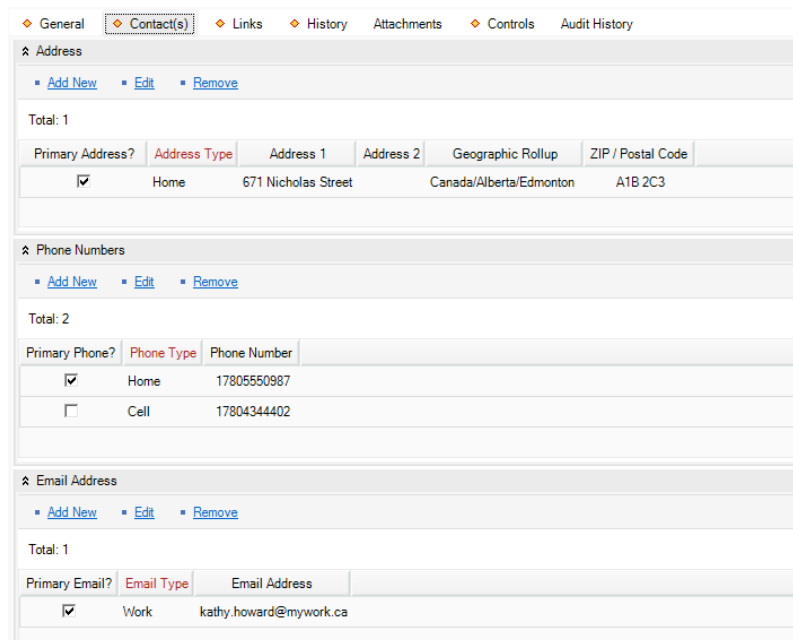 General Contact(s) Links History Attachments Controls Audit History
Address
Add New Edit Remove
Total: 1
Primary Address? Address Type Address 1 Address 2 Geographic Rollup ZIP / Postal Code
Home 671 Nicholas Street Canada/Alberta/Edmonton A1B 2C3
Phone Numbers
Add New Edit Remove
Total: 2
Primary Phone? Phone Type Phone Number
Home 17805550987
Cell 17804344402
Email Address
Add New Edit Remove
Total: 1
Primary Email? Email Type Email Address
Work kathy.howard@mywork.ca